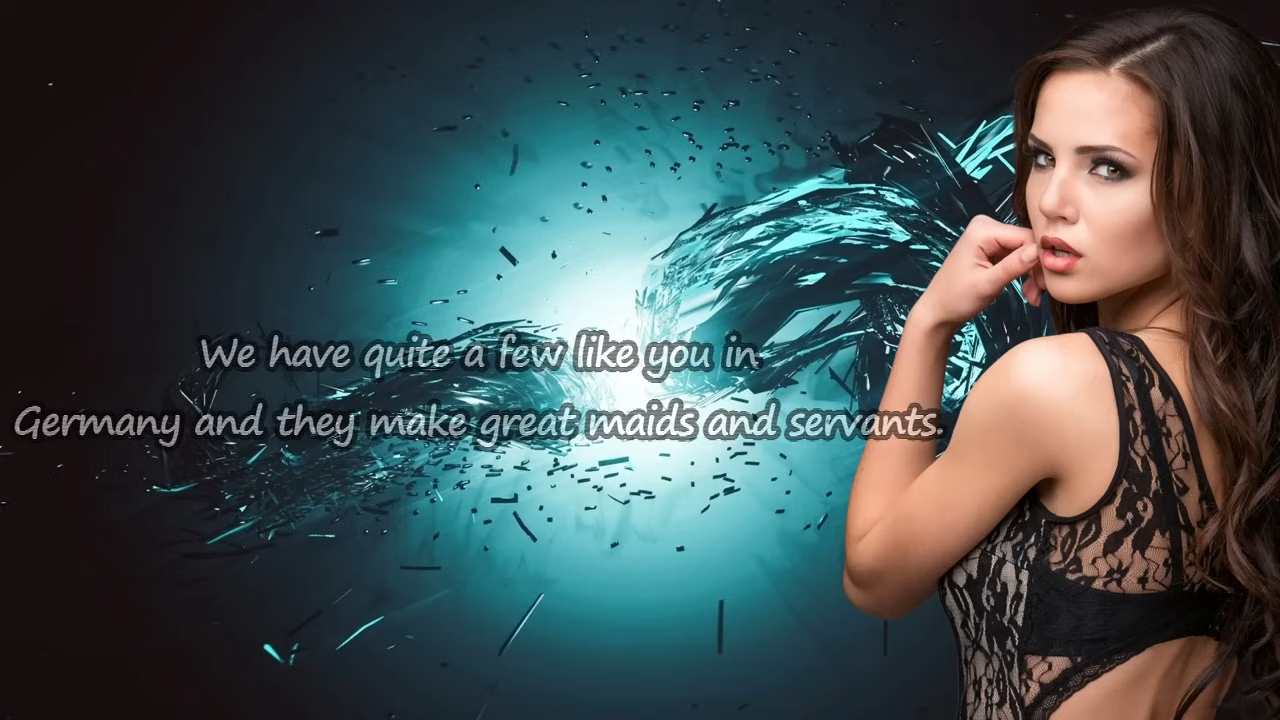 We have quite a few like you in
Germany and they make great maids and servants.